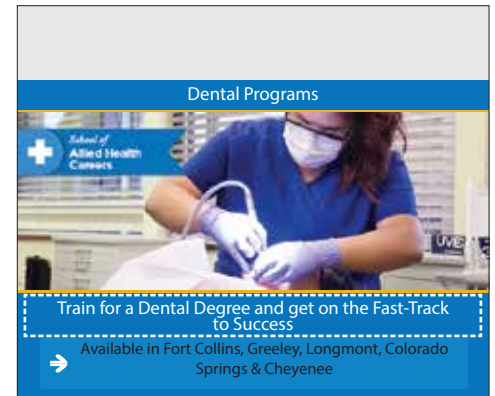 Dental Programs
School of
Allied Health
Careers
UVE
Train for a Dental Degree and get on the Fast-Track
to Success
Available in Fort Collins, Greeley, Longmont, Colorado
Springs & Cheyenee